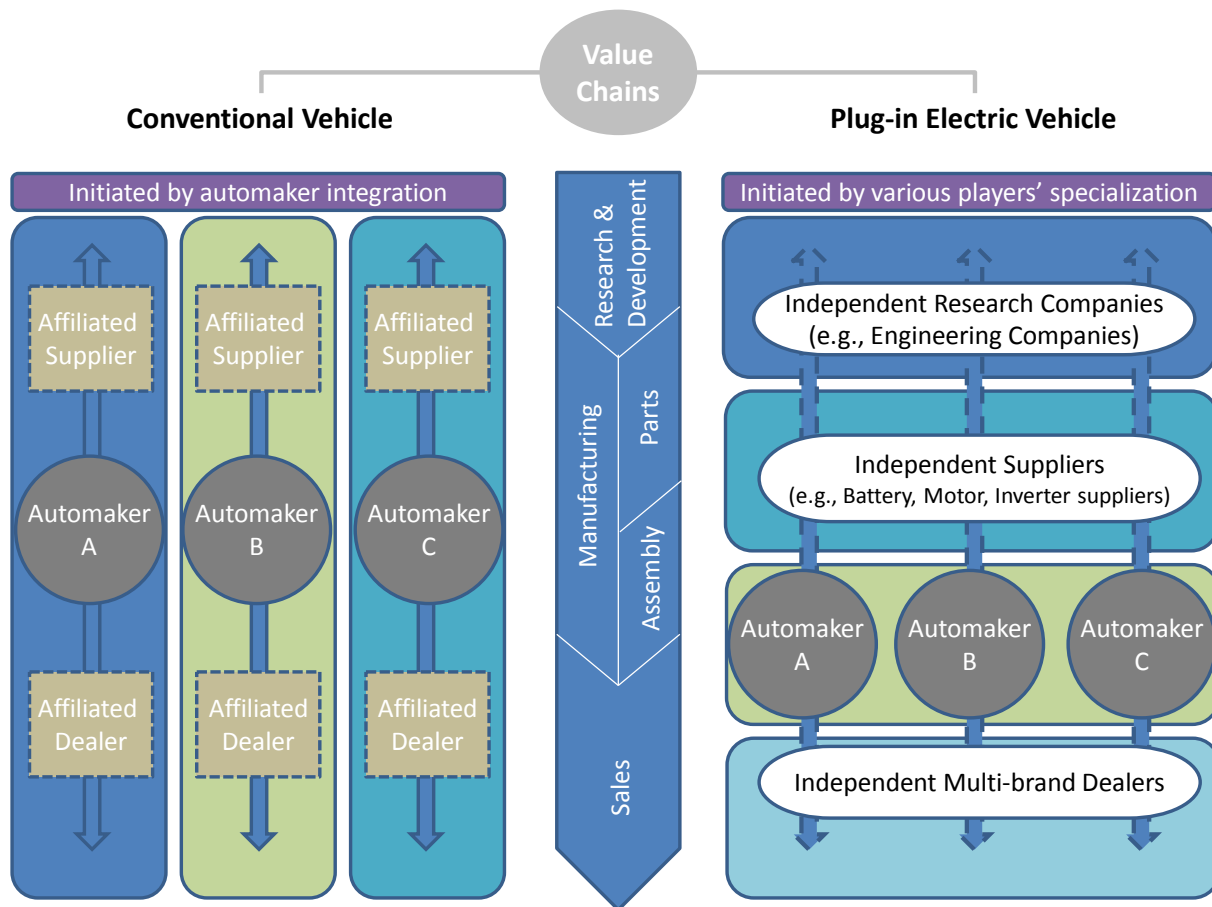 Value
Chains
Conventional Vehicle
Plug-in Electric Vehicle
Initiated by automaker integration
Affiliated
Supplier
Affiliated
Supplier
Affiliated
Supplier
Automaker
A
Automaker
B
Automaker
C
Affiliated
Dealer
Affiliated
Dealer
Affiliated
Dealer
Research &
Development
Manufacturing
Parts
Assembly
Sales
Initiated by various players’ specialization
Independent Research Companies
(e.g., Engineering Companies)
Independent Suppliers
(e.g., Battery, Motor, Inverter suppliers)
Automaker
A
Automaker
B
Automaker
C
Independent Multi-brand Dealers